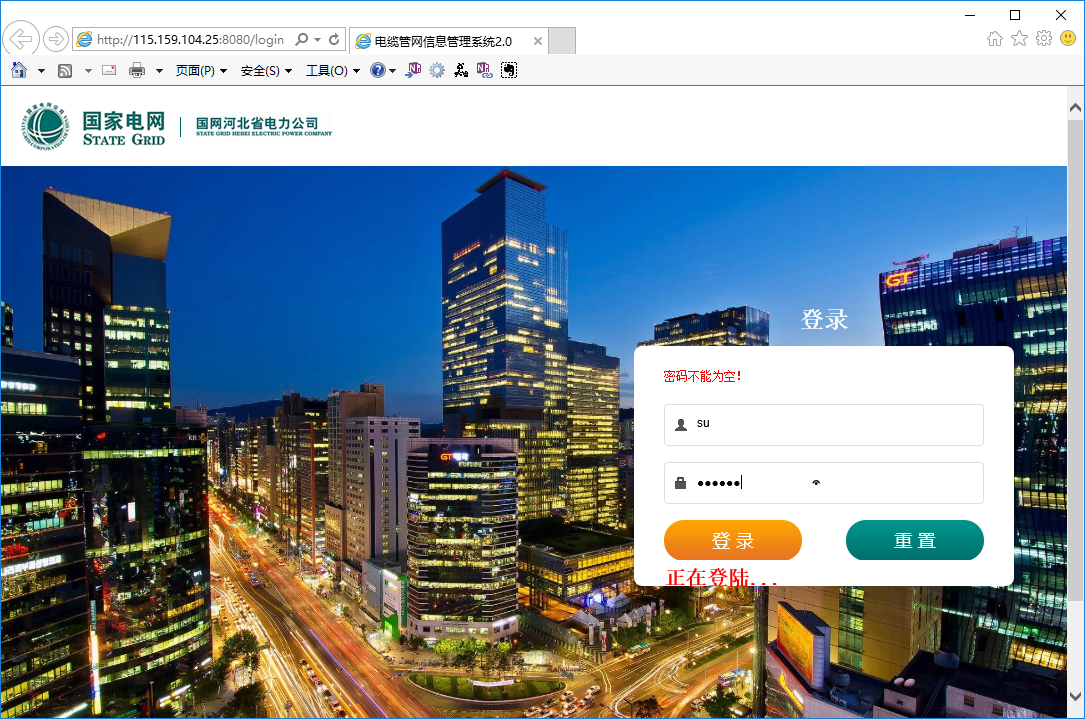 http://115.159.104.25:8080/login
电缆管网信息管理系统2.0
页面(P)
安全(S)
工具(O)
国家电网
STATE GRID
国网河北省电力公司
STATE GRID HEBEI ELECTRIC POWER COMPANY
GT
登录
密码不能为空!
su
GT
登 录
重 置
正在登陆...